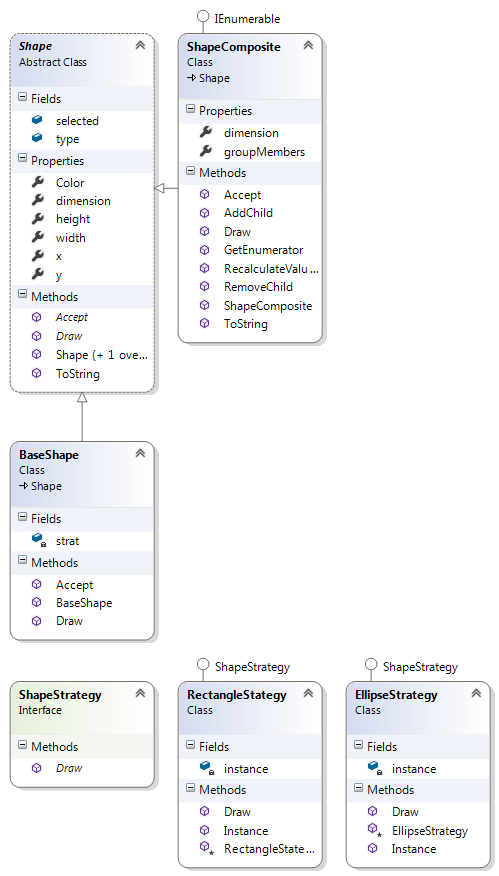 IEnumerable
Shape
Abstract Class
Fields
selected
type
Properties
Color
dimension
height
width
x
y
Methods
Accept
Draw
Shape (+ 1 ove...
ToString
ShapeComposite
Class
Shape
Properties
dimension
groupMembers
Methods
Accept
AddChild
Draw
GetEnumerator
RecalculateValu ...
RemoveChild
ShapeComposite
ToString
BaseShape
Class
Shape
Fields
strat
Methods
Accept
BaseShape
Draw
ShapeStrategy
Interface
Methods
Draw
ShapeStrategy
RectangleStategy
Class
Fields
instance
Methods
Draw
Instance
RectangleState...
ShapeStrategy
EllipseStrategy
Class
Fields
instance
Methods
Draw
EllipseStrategy
Instance